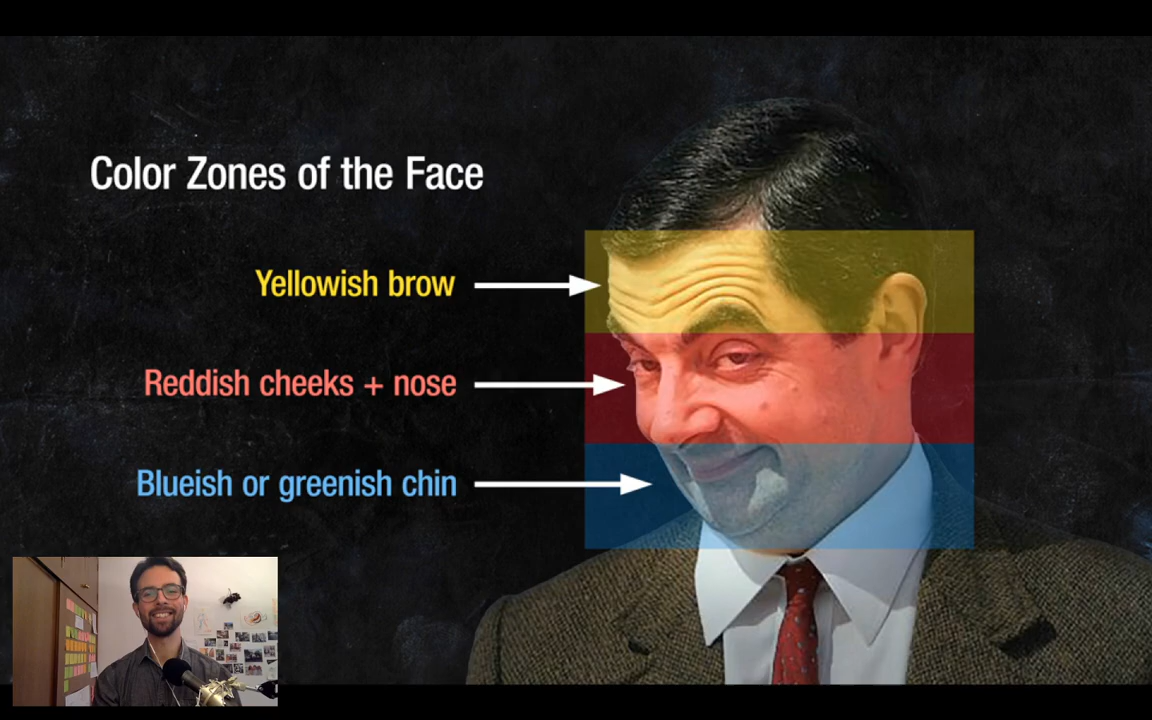 Color Zones of the Face
Yellowish brow
Reddish cheeks + nose
Blueish or greenish chin